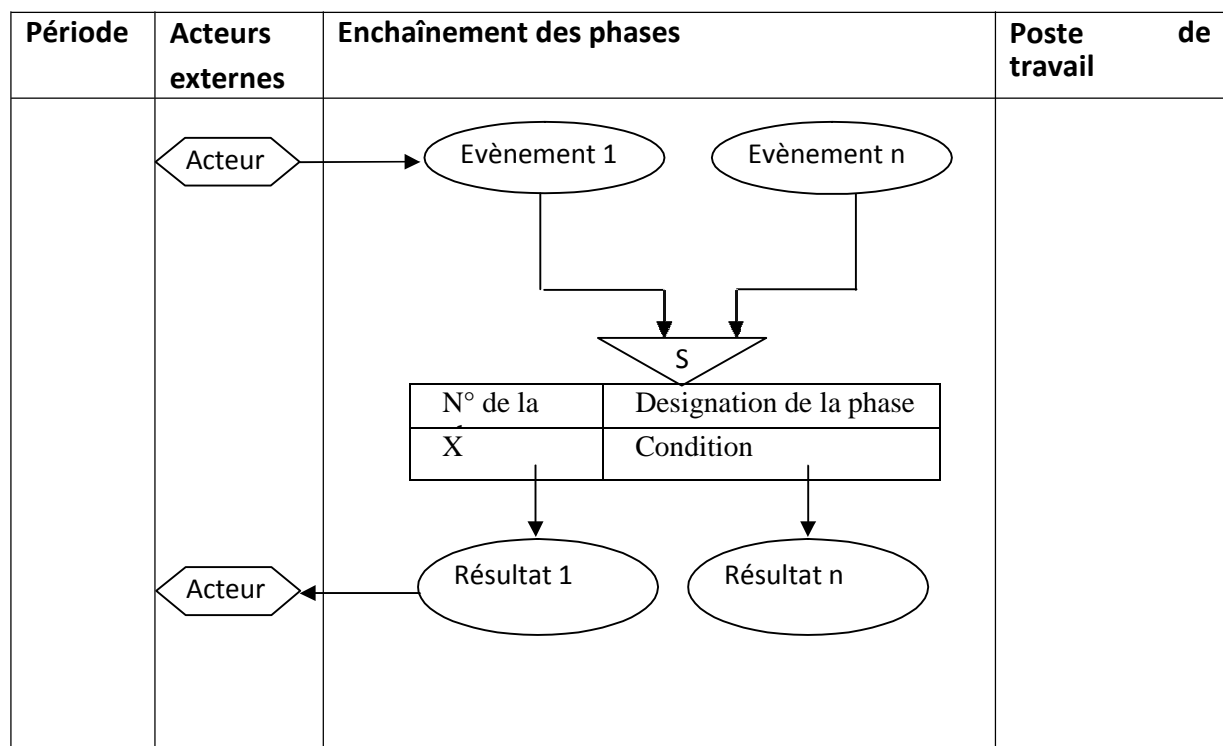 Période
Acteurs
externes
Enchaînement des phases
Poste de
travail
Acteur
Evènement 1
Evènement n
S
N° de la
Designation de la phase
X
Condition
Acteur
Résultat 1
Résultat n